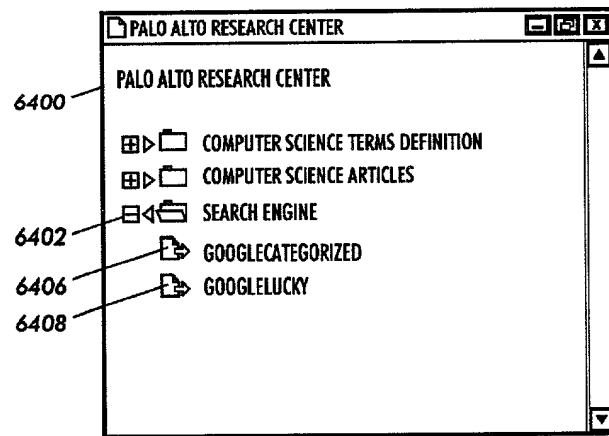 PALO ALTO RESEARCH CENTER
PALO ALTO RESEARCH CENTER
6400
COMPUTER SCIENCE TERMS DEFINITION
COMPUTER SCIENCE ARTICLES
6402
SEARCH ENGINE
6406
GOOGLECATEGORIZED
6408
GOOGLELUCKY